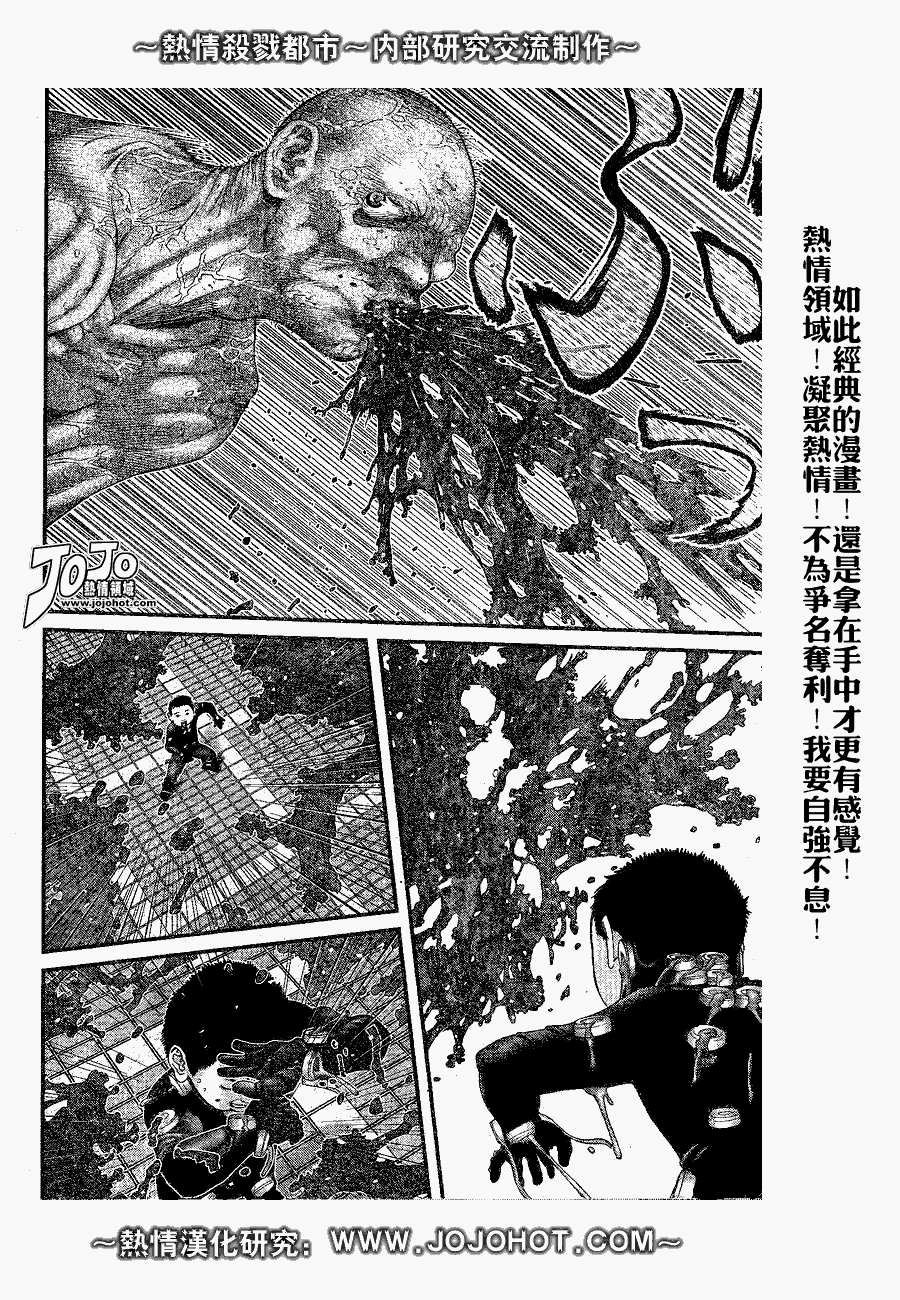 ～熱情殺戮都市～内部研究交流制作～
如此經典的漫畫！還是拿在手中才更有感覺！
熱情領域！凝聚熱情！不為爭名奪利！我要自強不息！
JOJO
熱情領域
www.jojohot.com
～熱情漢化研究：WWW.JOJOHOT.COM～